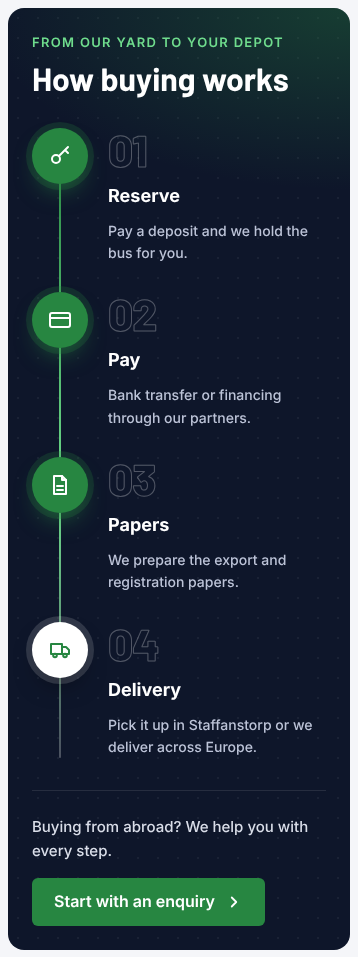 FROM OUR YARD TO YOUR DEPOT
How buying works
01
Reserve
Pay a deposit and we hold the
bus for you.
02
Pay
Bank transfer or financing
through our partners.
03
Papers
We prepare the export and
registration papers.
04
Delivery
Pick it up in Staffanstorp or we
deliver across Europe.
Buying from abroad? We help you with
every step.
Start with an enquiry